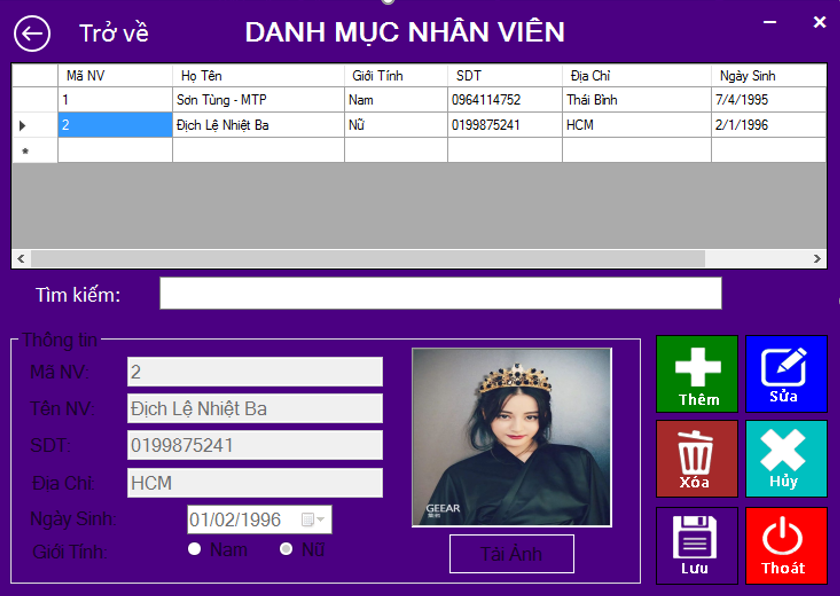 Trở về
DANH MỤC NHÂN VIÊN
Mã NV Họ Tên Giới Tính SDT Địa Chỉ Ngày Sinh
1 Sơn Tùng - MTP Nam 0964114752 Thái Bình 7/4/1995
2 Địch Lệ Nhiệt Ba Nữ 0199875241 HCM 2/1/1996
Tìm kiếm:
Thông tin
Mã NV: 2
Tên NV: Địch Lệ Nhiệt Ba
SDT: 0199875241
Địa Chỉ: HCM
Ngày Sinh: 01/02/1996
Giới Tính: Nam Nữ
GEEAR
Tải Ảnh
Thêm
Sửa
Xóa
Hủy
Lưu
Thoát